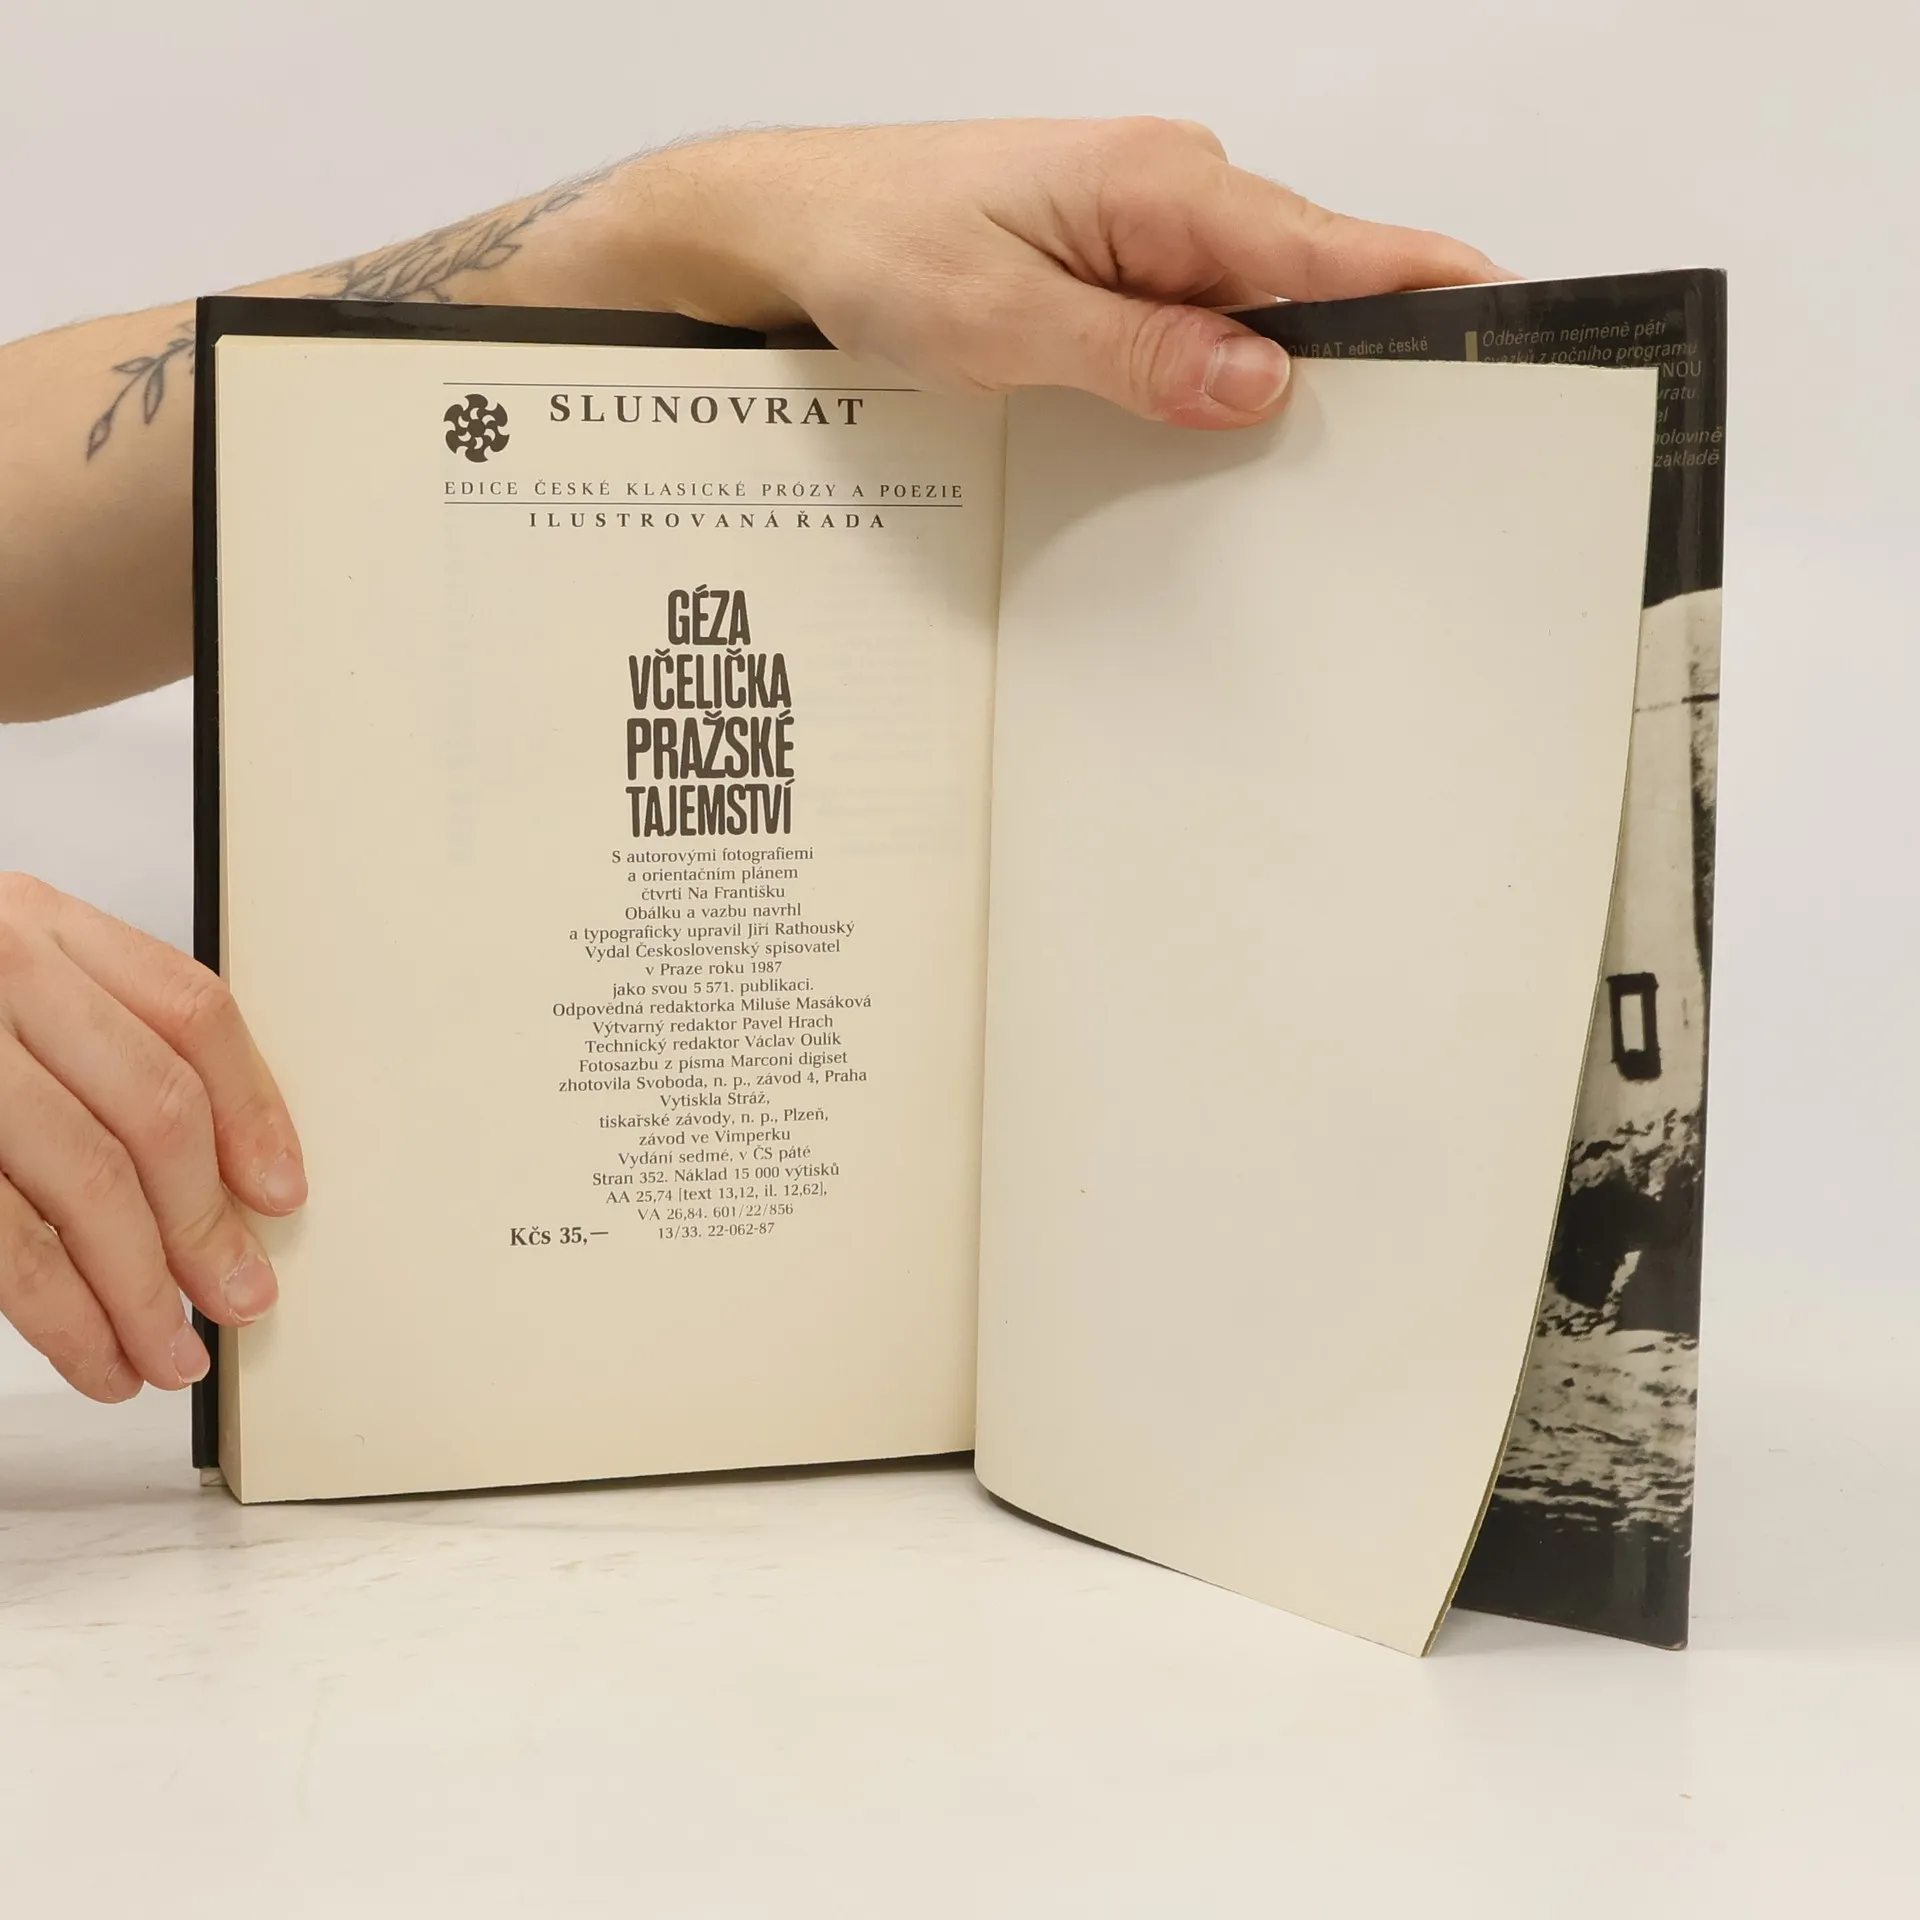 SLUNOVRAT
EDICE ČESKÉ KLASICKÉ PRÓZY A POEZIE
ILUSTROVANÁ ŘADA
GÉZA
VČELIČKA
PRAŽSKÉ
TAJEMSTVÍ
S autorovými fotografiemi
a orientačním plánem
čtvrti Na Františku
Obálku a vazbu navrhl
a typograficky upravil Jiří Rathouský
Vydal Československý spisovatel
v Praze roku 1987
jako svou 5 571. publikaci.
Odpovědná redaktorka Miluše Masáková
Výtvarný redaktor Pavel Hrach
Technický redaktor Václav Oulík
Fotosazbu z písma Marconi digiset
zhotovila Svoboda, n. p., závod 4, Praha
Vytiskla Stráž,
tiskařské závody, n. p., Plzeň,
závod ve Vimperku
Vydání sedmé, v ČS páté
Stran 352. Náklad 15 000 výtisků
AA 25,74 [text 13,12, il. 12,62],
VA 26,84. 601/22/856
13/33. 22-062-87
Kčs 35,—
edice české
Odběrem nejméně pěti
svazků z ročního programu
polovině
základě